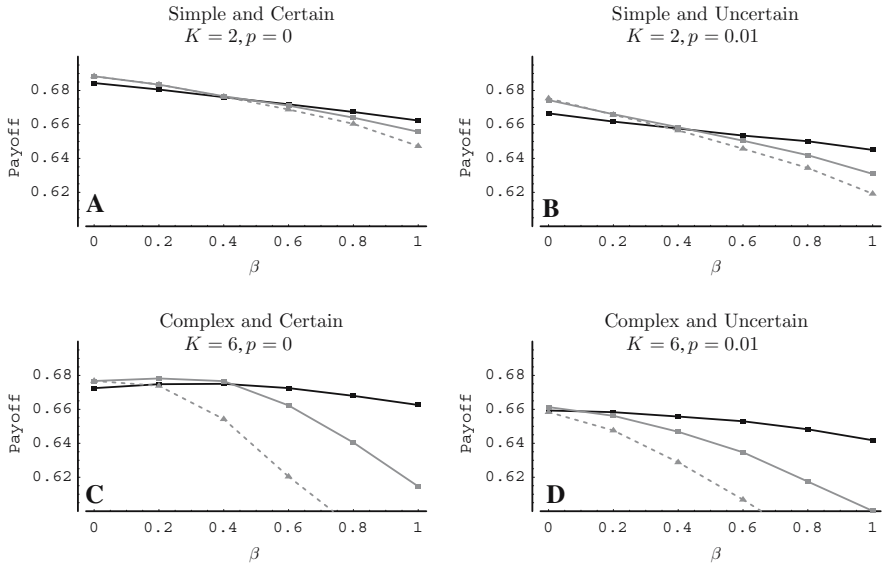 Simple and Certain
K = 2, p = 0
Payoff
0.68
0.66
0.64
0.62
A
0 0.2 0.4 0.6 0.8 1
β
Simple and Uncertain
K = 2, p = 0.01
Payoff
0.68
0.66
0.64
0.62
B
0 0.2 0.4 0.6 0.8 1
β
Complex and Certain
K = 6, p = 0
Payoff
0.68
0.66
0.64
0.62
C
0 0.2 0.4 0.6 0.8 1
β
Complex and Uncertain
K = 6, p = 0.01
Payoff
0.68
0.66
0.64
0.62
D
0 0.2 0.4 0.6 0.8 1
β